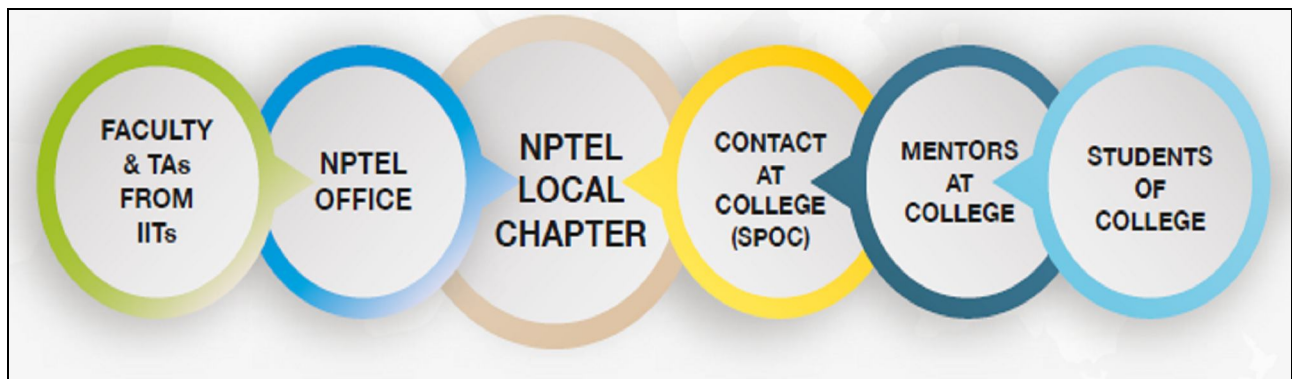 FACULTY
& TAs
FROM
IITs
NPTEL
OFFICE
NPTEL
LOCAL
CHAPTER
CONTACT
AT
COLLEGE
(SPOC)
MENTORS
AT
COLLEGE
STUDENTS
OF
COLLEGE